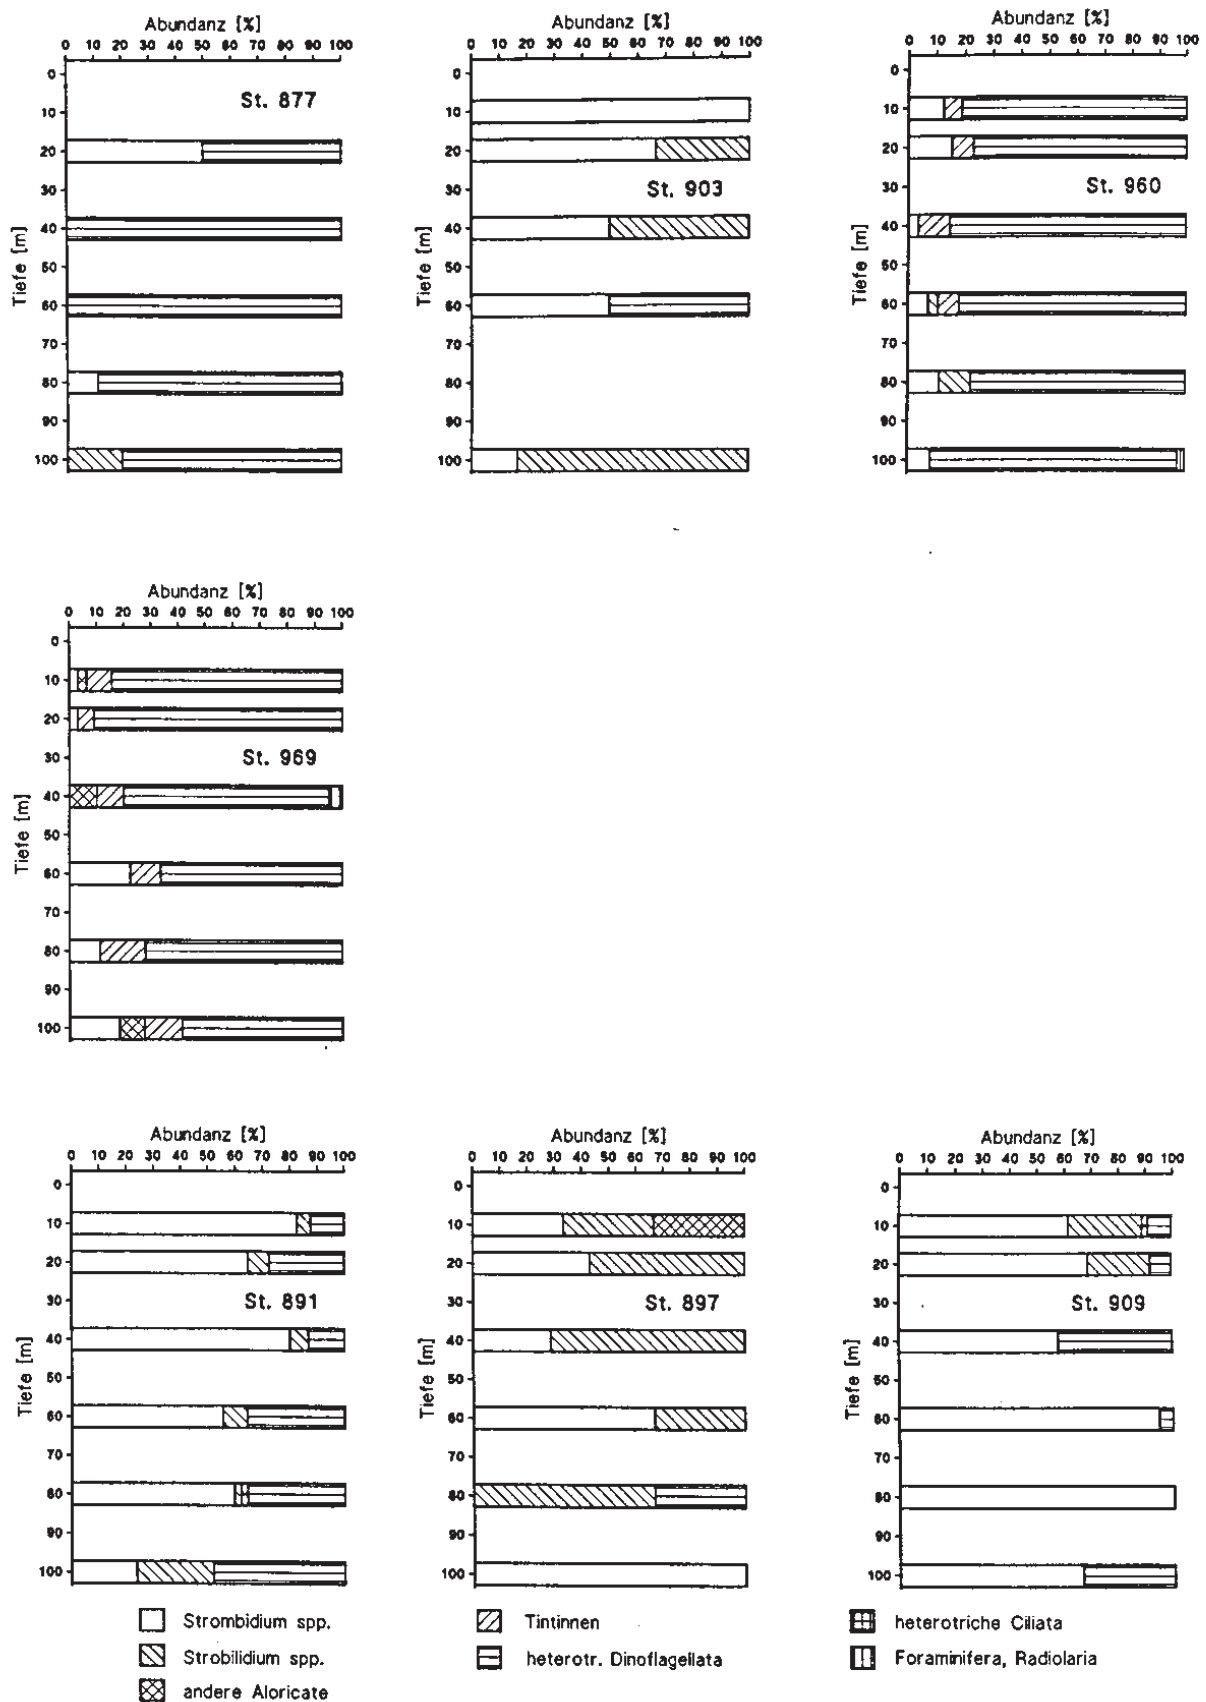 Abundanz [%]
0 10 20 30 40 50 60 70 80 90 100
0
10
20
30
40
50
60
70
80
90
100
Tiefe [m]
St. 877
Abundanz [%]
0 10 20 30 40 50 60 70 80 90 100
0
10
20
30
40
50
60
70
80
90
100
Tiefe [m]
St. 903
Abundanz [%]
0 10 20 30 40 50 60 70 80 90 100
0
10
20
30
40
50
60
70
80
90
100
Tiefe [m]
St. 960
Abundanz [%]
0 10 20 30 40 50 60 70 80 90 100
0
10
20
30
40
50
60
70
80
90
100
Tiefe [m]
St. 969
Abundanz [%]
0 10 20 30 40 50 60 70 80 90 100
0
10
20
30
40
50
60
70
80
90
100
Tiefe [m]
St. 891
Abundanz [%]
0 10 20 30 40 50 60 70 80 90 100
0
10
20
30
40
50
60
70
80
90
100
Tiefe [m]
St. 897
Abundanz [%]
0 10 20 30 40 50 60 70 80 90 100
0
10
20
30
40
50
60
70
80
90
100
Tiefe [m]
St. 909
Strombidium spp.
Strobilidium spp.
andere Aloricate
Tintinnen
heterotr. Dinoflagellata
heterotriche Ciliata
Foraminifera, Radiolaria